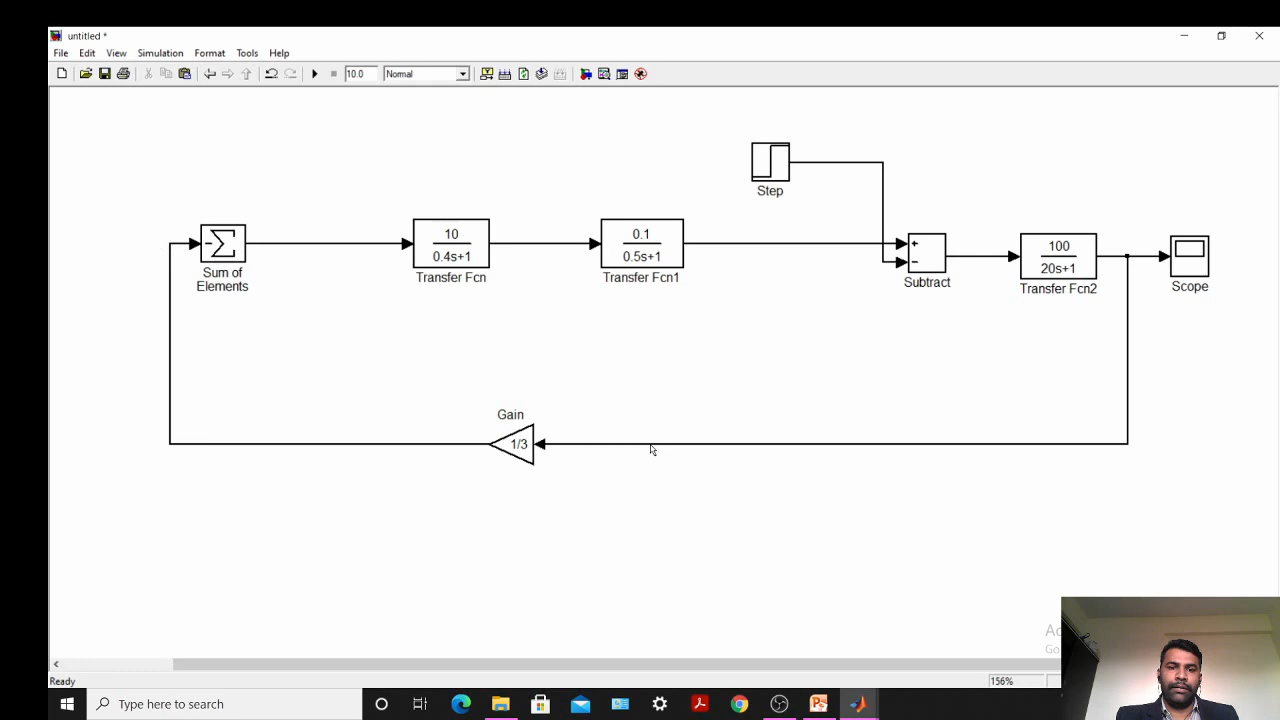 untitled *
File Edit View Simulation Format Tools Help
10.0 Normal
Step
Sum of
Elements
10
0.4s+1
Transfer Fcn
0.1
0.5s+1
Transfer Fcn1
+
−
Subtract
100
20s+1
Transfer Fcn2
Scope
Gain
1/3
Ready
156%
Type here to search